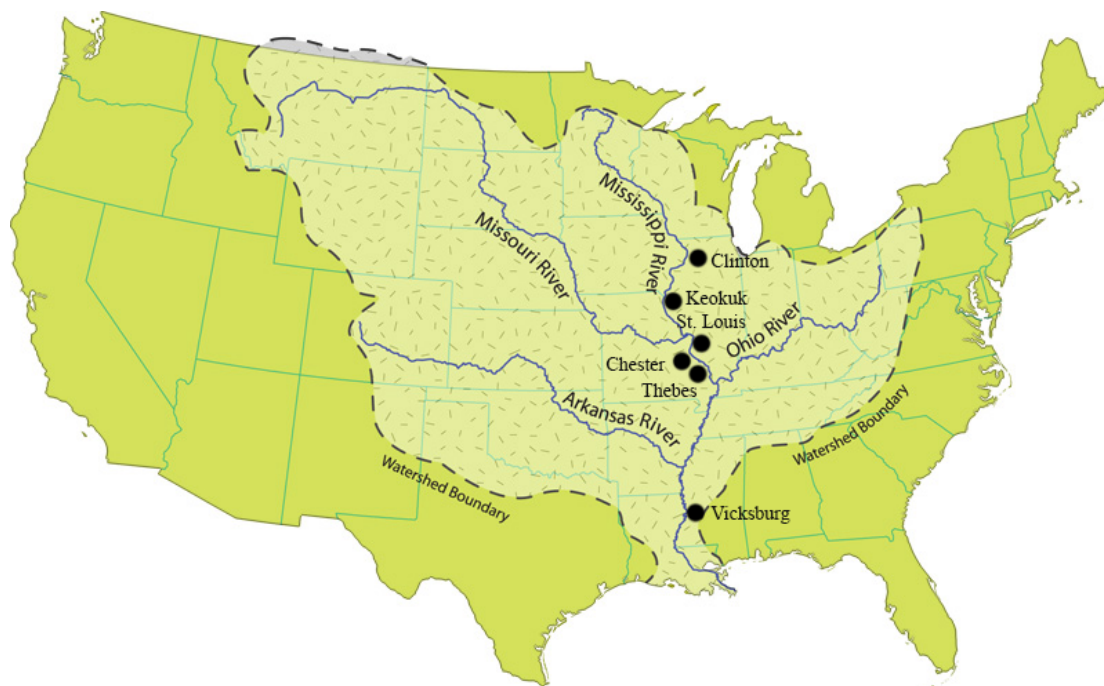 Mississippi River
Missouri River
Clinton
Keokuk
St. Louis
Ohio River
Chester
Thebes
Arkansas River
Watershed Boundary
Watershed Boundary
Vicksburg